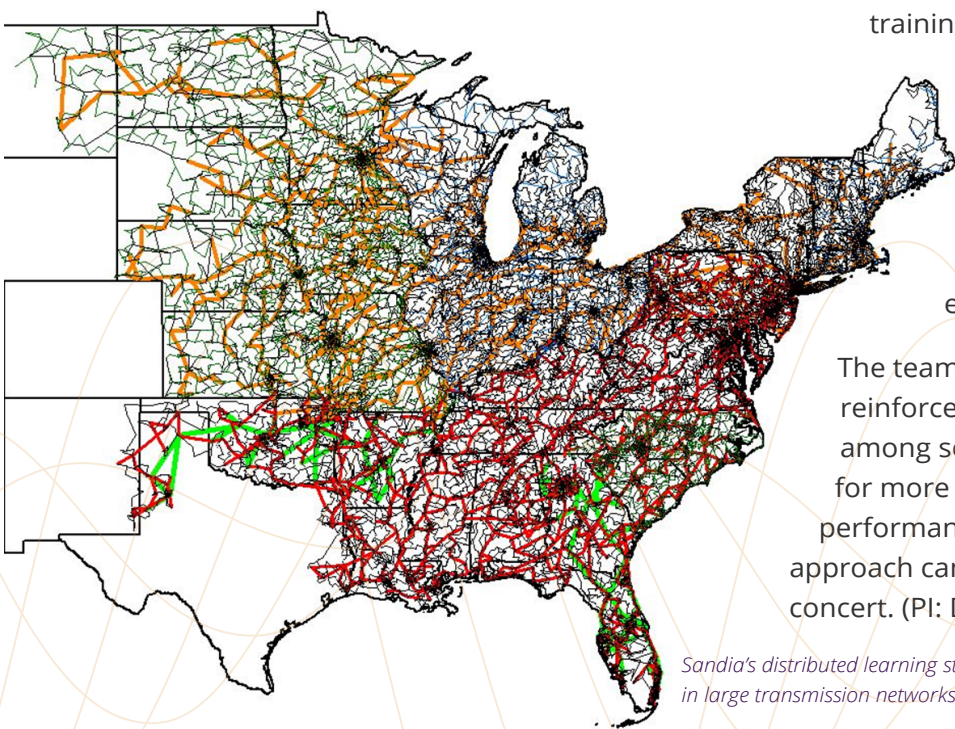 trainin
e
The team
reinforce
among s
for more
performan
approach ca
concert. (PI:
Sandia's distributed learning st
in large transmission networks